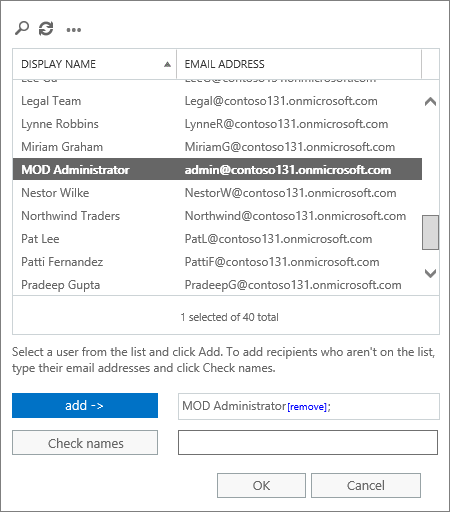 DISPLAY NAME EMAIL ADDRESS
Legal Team Legal@contoso131.onmicrosoft.com
Lynne Robbins LynneR@contoso131.onmicrosoft.com
Miriam Graham MiriamG@contoso131.onmicrosoft.com
MOD Administrator admin@contoso131.onmicrosoft.com
Nestor Wilke NestorW@contoso131.onmicrosoft.com
Northwind Traders Northwind@contoso131.onmicrosoft.com
Pat Lee PatL@contoso131.onmicrosoft.com
Patti Fernandez PattiF@contoso131.onmicrosoft.com
Pradeep Gupta PradeepG@contoso131.onmicrosoft.com
1 selected of 40 total
Select a user from the list and click Add. To add recipients who aren't on the list,
type their email addresses and click Check names.
add -> MOD Administrator[remove];
Check names
OK Cancel